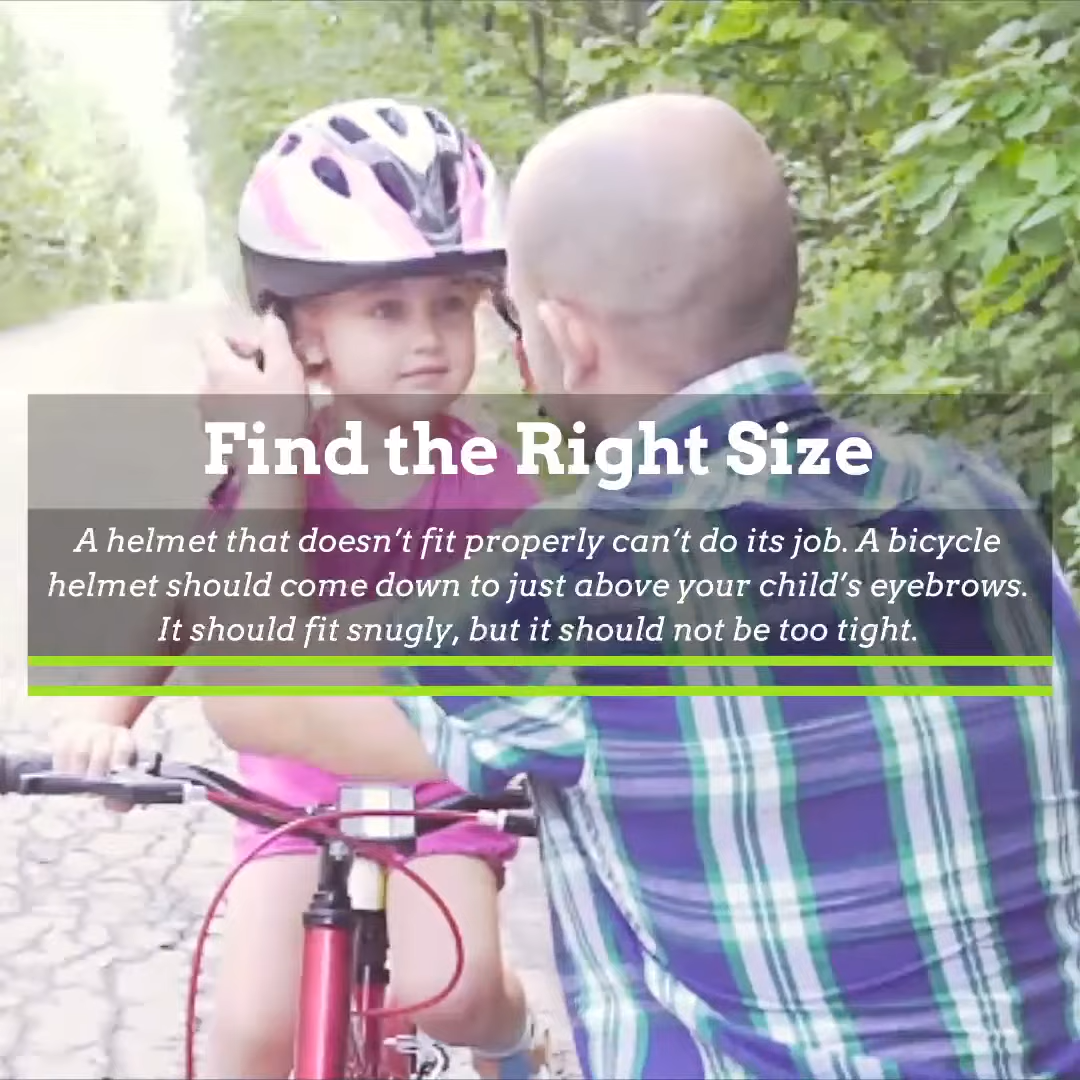 Find the Right Size
A helmet that doesn’t fit properly can’t do its job. A bicycle
helmet should come down to just above your child’s eyebrows.
It should fit snugly, but it should not be too tight.